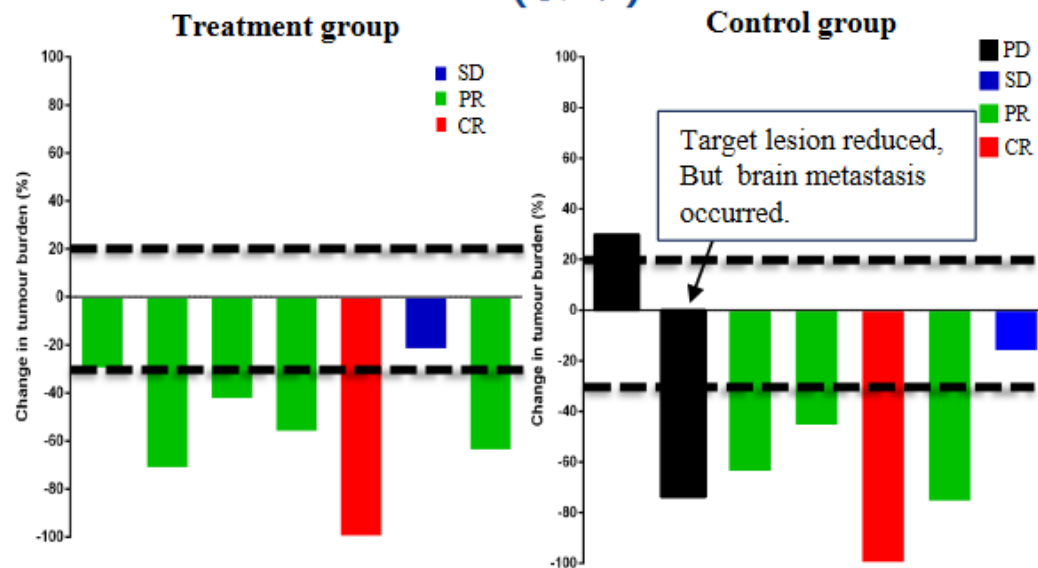 Treatment group
Control group
SD
PR
CR
PD
SD
PR
CR
Target lesion reduced,
But brain metastasis
occurred.
Change in tumour burden (%)
100
80
60
40
20
0
-20
-40
-60
-80
-100
Change in tumour burden (%)
100
80
60
40
20
0
-20
-40
-60
-80
-100